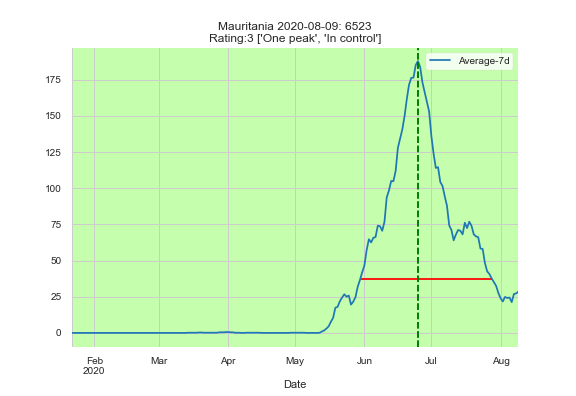 Mauritania 2020-08-09: 6523
Rating:3 ['One peak', 'In control']
Average-7d
175
150
125
100
75
50
25
0
Feb
2020
Mar
Apr
May
Jun
Jul
Aug
Date